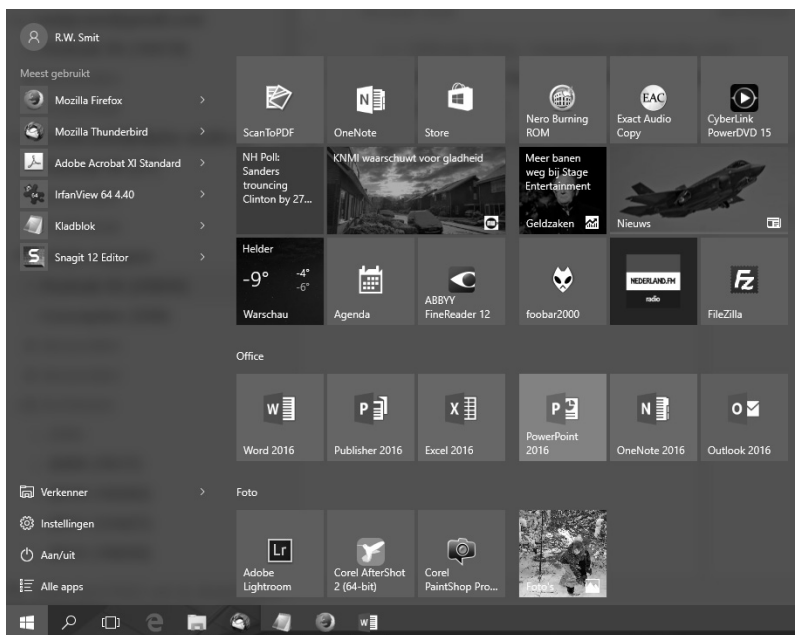 R.W. Smit
Meest gebruikt
Mozilla Firefox
Mozilla Thunderbird
Adobe Acrobat XI Standard
IrfanView 64 4.40
64
Kladblok
Snagit 12 Editor
S
Verkenner
Instellingen
Aan/uit
Alle apps
ScanToPDF
N
OneNote
Store
Nero Burning
ROM
EAC
Exact Audio
Copy
CyberLink
PowerDVD 15
NH Poll:
Sanders
trouncing
Clinton by 27...
KNMI waarschuwt voor gladheid
Meer banen
weg bij Stage
Entertainment
Geldzaken
Nieuws
Helder
-9°
-4°
-6°
Warschau
Agenda
ABBYY
FineReader 12
foobar2000
NEDERLAND.FM
radio
Fz
FileZilla
Office
W
Word 2016
P
Publisher 2016
X
Excel 2016
P
PowerPoint
2016
N
OneNote 2016
O
Outlook 2016
Foto
Lr
Adobe
Lightroom
Corel AfterShot
2 (64-bit)
Corel
PaintShop Pro...
Foto's
e
W